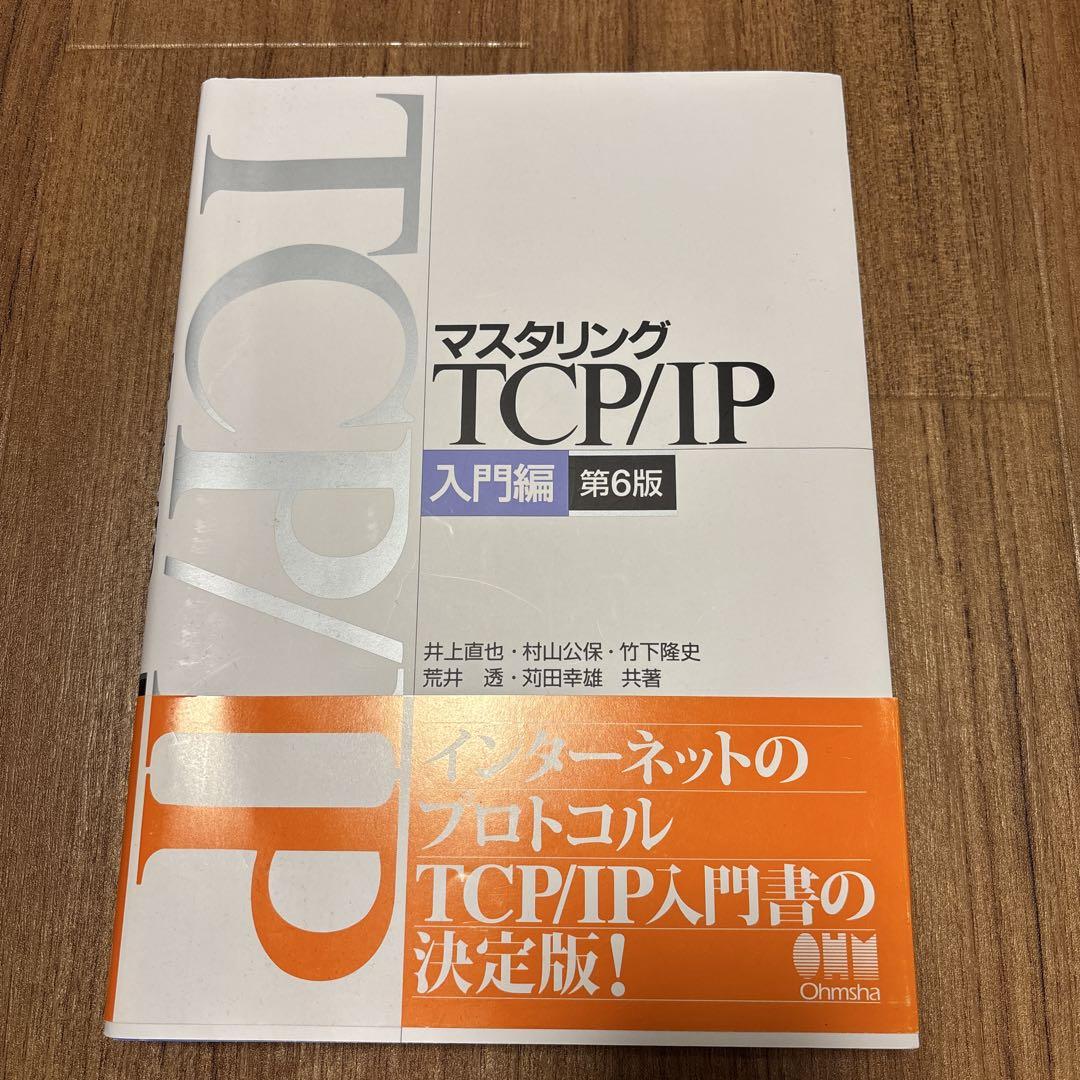 TCP/IP
マスタリング
TCP/IP
入門編 第6版
井上直也・村山公保・竹下隆史
荒井 透・苅田幸雄 共著
インターネットの
プロトコル
TCP/IP入門書の
決定版!
OHM
Ohmsha